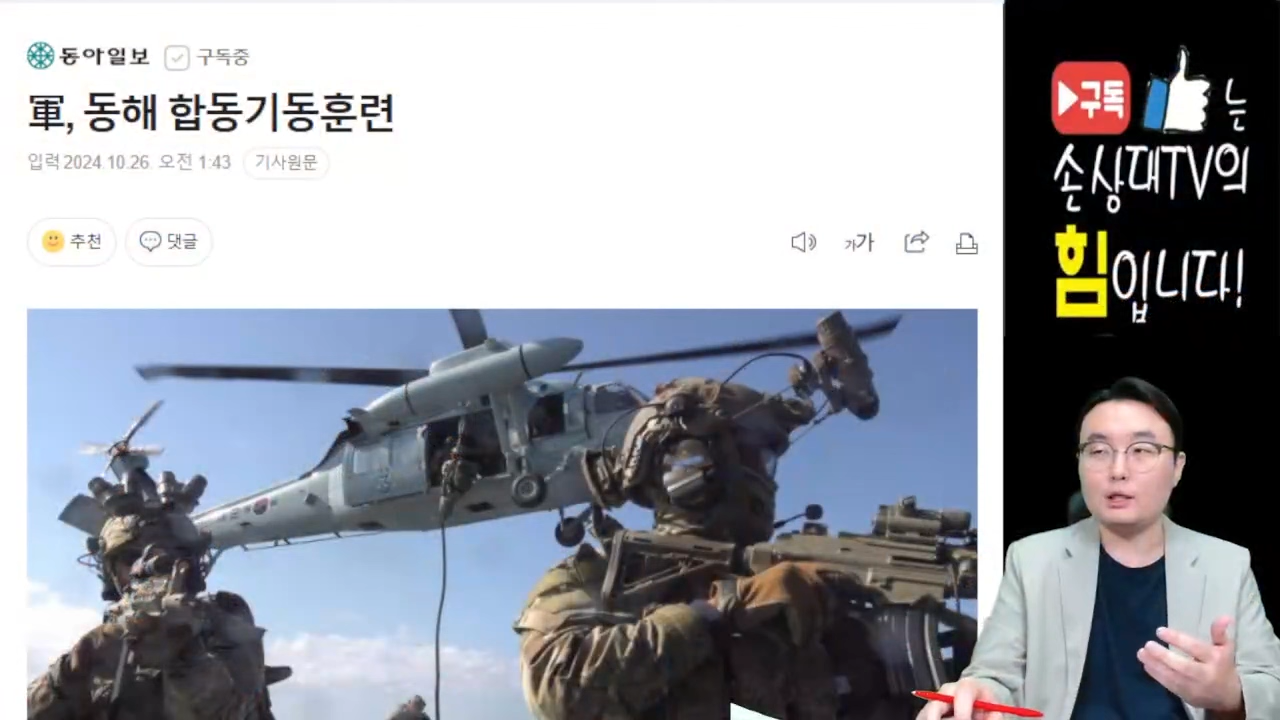 동아일보 구독중
軍, 동해 합동기동훈련
입력 2024.10.26. 오전 1:43 기사원문
추천 댓글
가가
구독 는
손상대TV의
힘입니다!